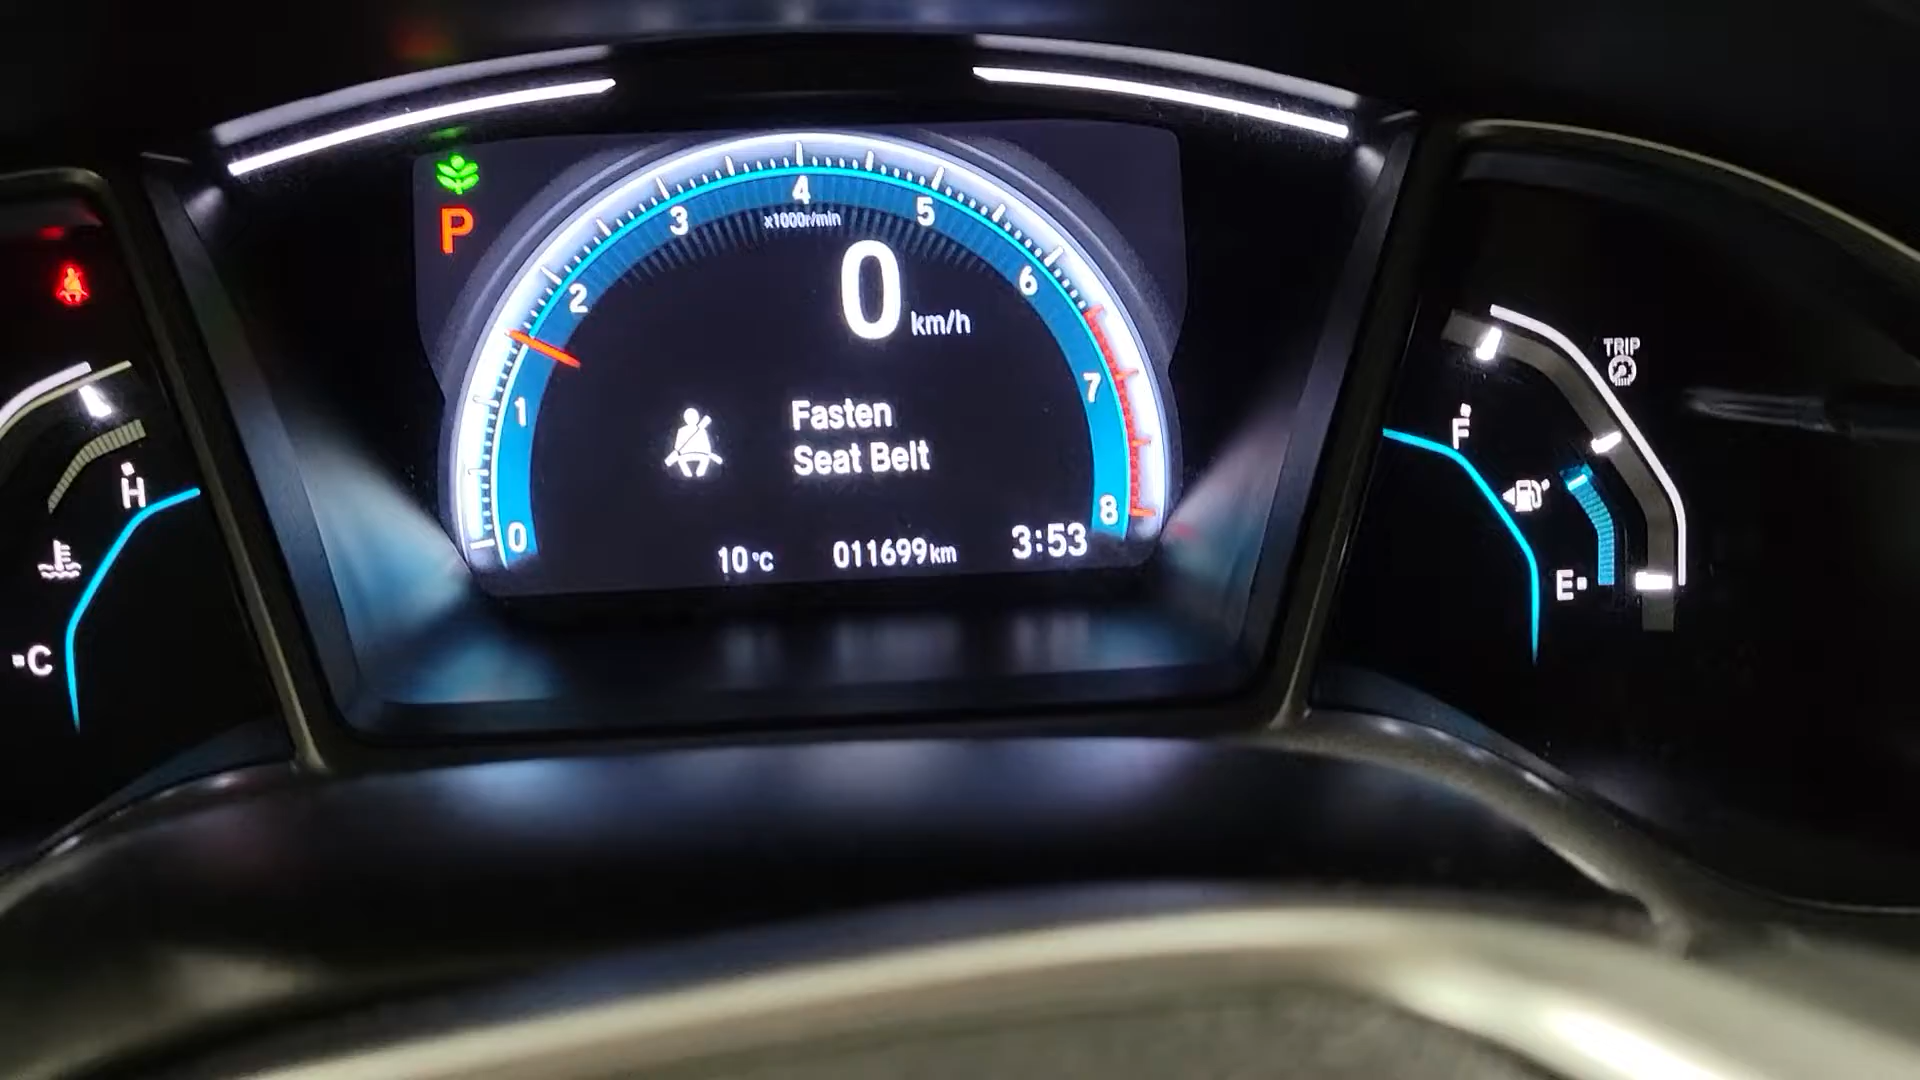 P
4
3
5
x1000r/min
2
6
0 km/h
1
7
Fasten
Seat Belt
0
8
10°C
011699km
3:53
H
C
TRIP
F
E